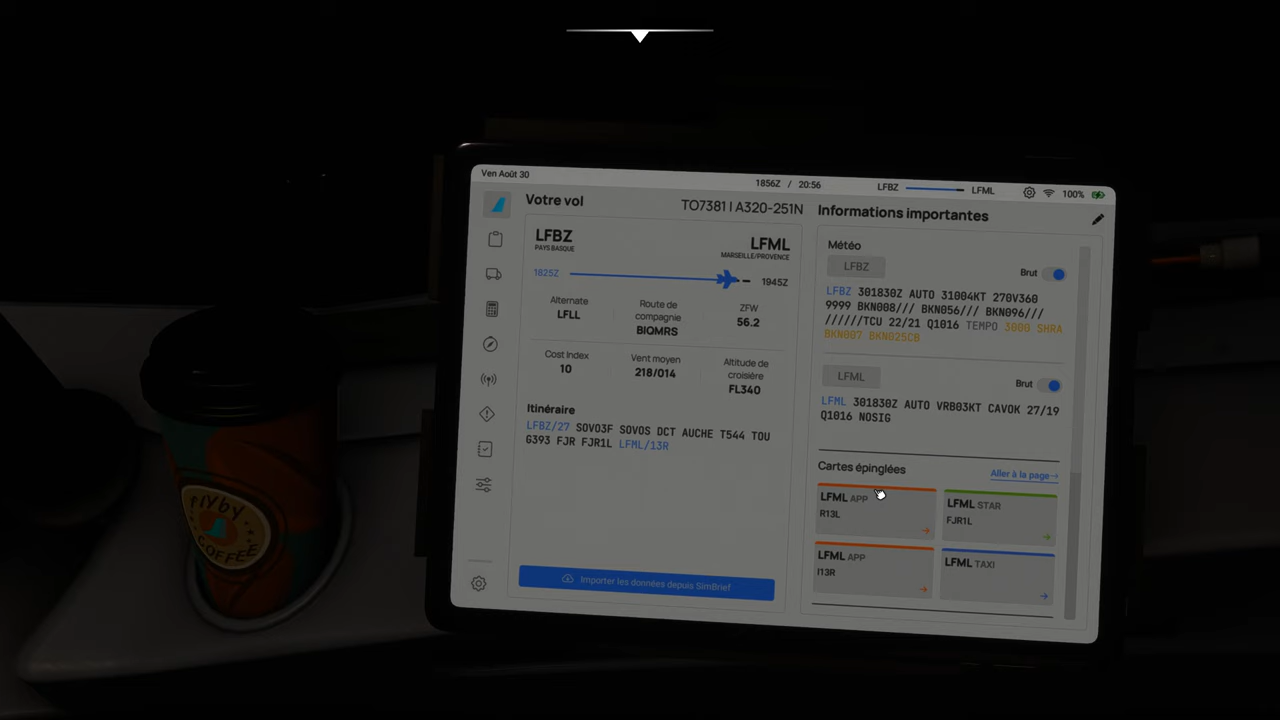 Ven Août 30
1856Z / 20:56
LFBZ LFML
100%
Votre vol
TO7381 | A320-251N
LFBZ
PAYS BASQUE
LFML
MARSEILLE/PROVENCE
1825Z
1945Z
Alternate
LFLL
Route de
compagnie
BIOMRS
ZFW
56.2
Cost Index
10
Vent moyen
218/014
Altitude de
croisière
FL340
Itinéraire
LFBZ/27 SOVO3F SOVOS DCT AUCHE T544 TOU
G393 FJR FJR1L LFML/13R
Importer les données depuis SimBrief
Informations importantes
Météo
LFBZ
Brut
LFBZ 301830Z AUTO 31004KT 270V360
9999 BKN008/// BKN056/// BKN096///
//////TCU 22/21 Q1016 TEMPO 3000 SHRA
BKN007 BKN025CB
LFML
Brut
LFML 301830Z AUTO VRB03KT CAVOK 27/19
Q1016 NOSIG
Cartes épinglées
Aller à la page
LFML APP
R13L
LFML STAR
FJR1L
LFML APP
I13R
LFML TAXI
flyby
COFFEE